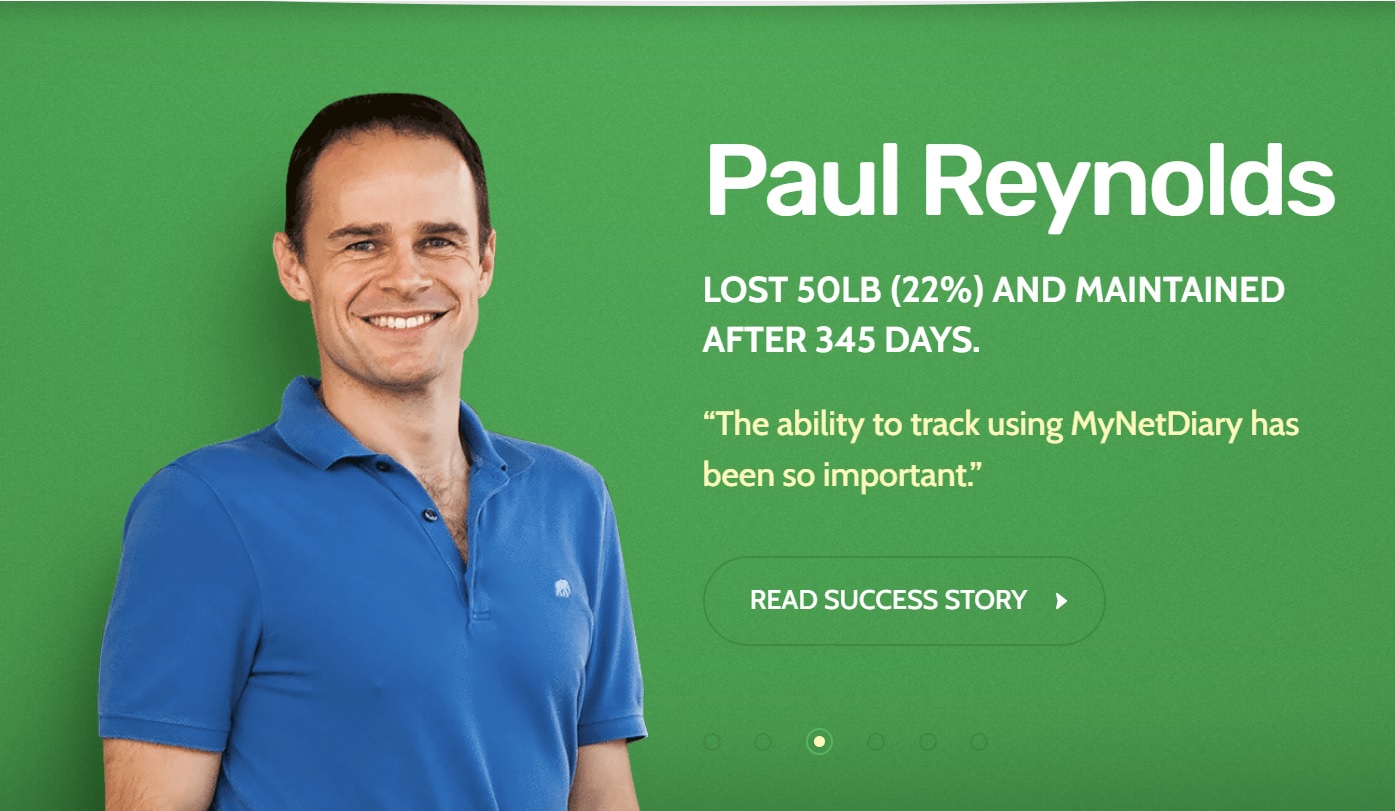 Paul Reynolds
LOST 50LB (22%) AND MAINTAINED
AFTER 345 DAYS.
“The ability to track using MyNetDiary has
been so important.”
READ SUCCESS STORY